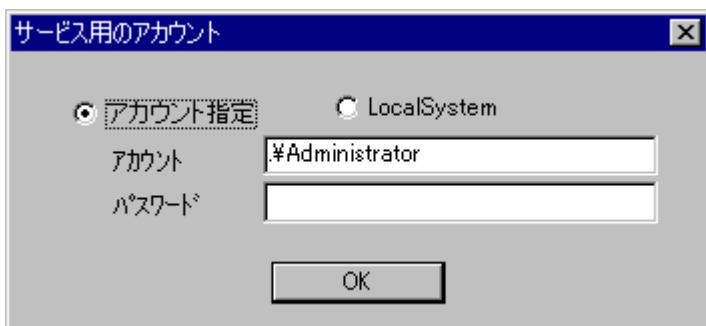 サービス用のアカウント
アカウント指定 LocalSystem
ｱｶｳﾝﾄ .¥Administrator
ﾊﾟｽﾜｰﾄﾞ
OK